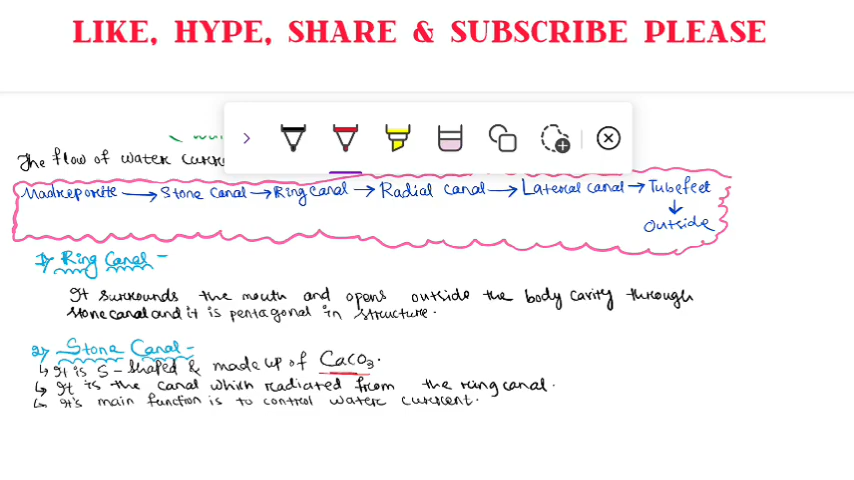 LIKE, HYPE, SHARE & SUBSCRIBE PLEASE
The flow of water
Madreporite → Stone Canal → Ring Canal → Radial Canal → Lateral Canal → Tubefeet
↓
Outside
1) Ring Canal -
It surrounds the mouth and opens outside the body cavity through
stone canal and it is pentagonal in structure.
2) Stone Canal -
↳ It is S-shaped & made up of CaCO3.
↳ It is the canal which radiated from the ring canal.
↳ It's main function is to control water current.